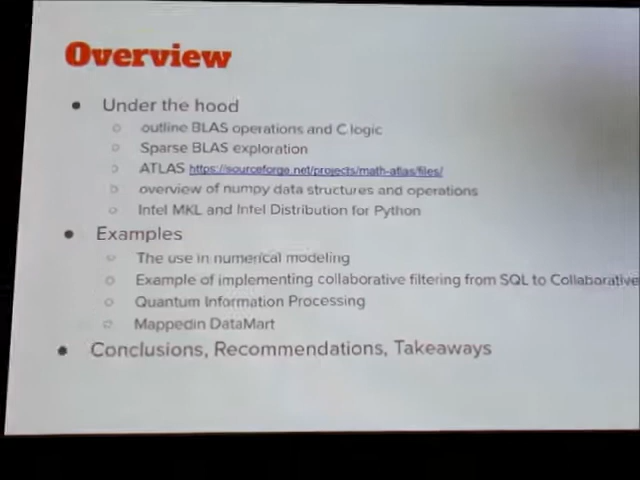 Overview
● Under the hood
○ outline BLAS operations and C logic
○ Sparse BLAS exploration
○ ATLAS https://sourceforge.net/projects/math-atlas/files/
○ overview of numpy data structures and operations
○ Intel MKL and Intel Distribution for Python
● Examples
○ The use in numerical modeling
○ Example of implementing collaborative filtering from SQL to Collaborative
○ Quantum Information Processing
○ Mappedin DataMart
● Conclusions, Recommendations, Takeaways